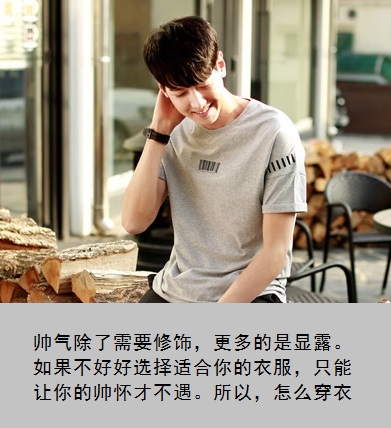 帅气除了需要修饰，更多的是显露。
如果不好好选择适合你的衣服，只能
让你的帅怀才不遇。所以，怎么穿衣